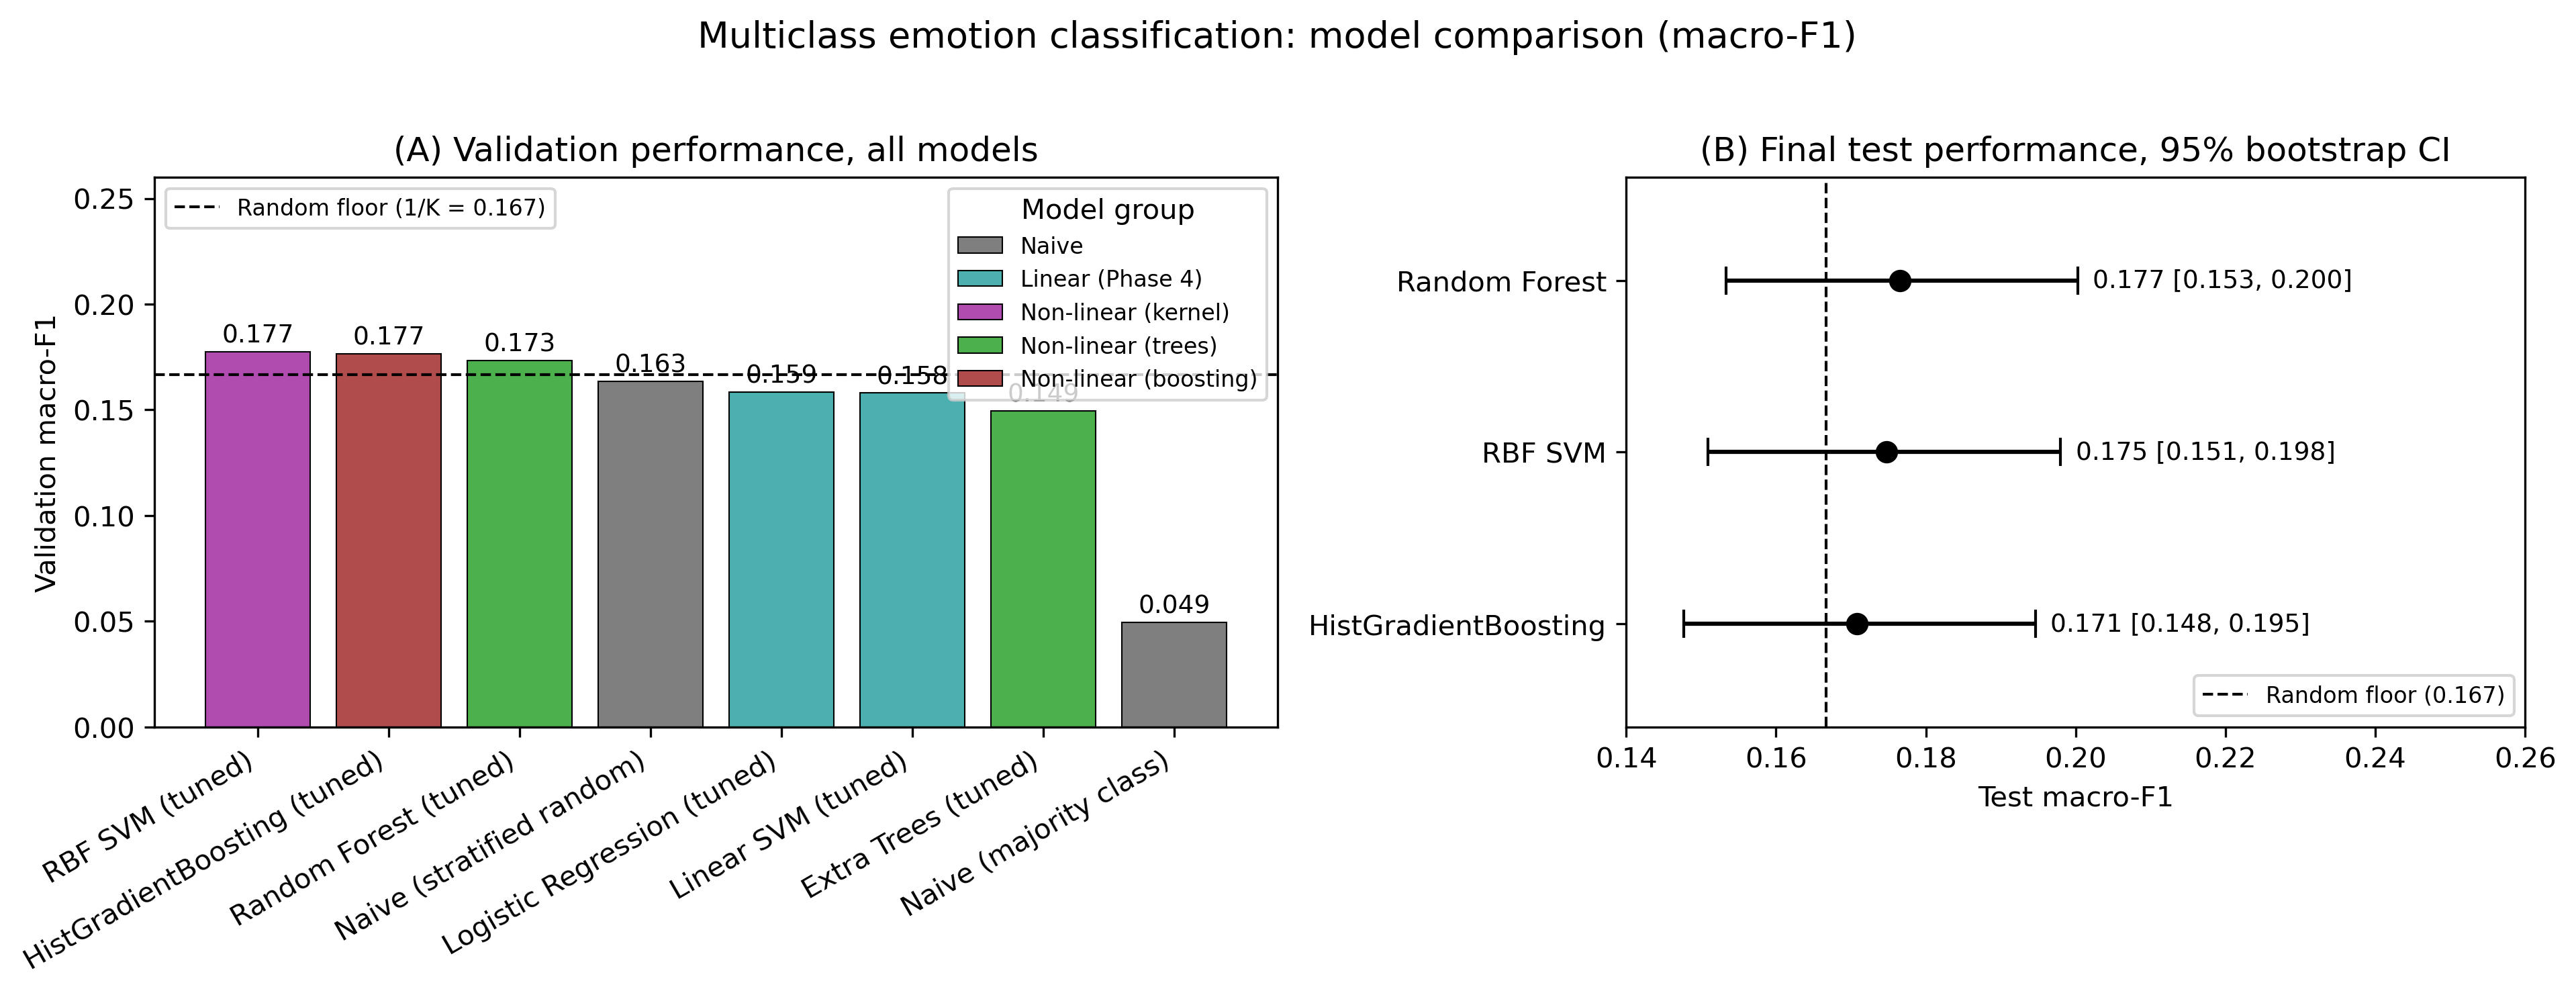 Multiclass emotion classification: model comparison (macro-F1)
(A) Validation performance, all models
Validation macro-F1
0.25
0.20
0.15
0.10
0.05
0.00
Random floor (1/K = 0.167)
Model group
Naive
Linear (Phase 4)
Non-linear (kernel)
Non-linear (trees)
Non-linear (boosting)
0.177
0.177
0.173
0.163
0.159
0.158
0.149
0.049
RBF SVM (tuned)
HistGradientBoosting (tuned)
Random Forest (tuned)
Naive (stratified random)
Logistic Regression (tuned)
Linear SVM (tuned)
Extra Trees (tuned)
Naive (majority class)
(B) Final test performance, 95% bootstrap CI
Random Forest
0.177 [0.153, 0.200]
RBF SVM
0.175 [0.151, 0.198]
HistGradientBoosting
0.171 [0.148, 0.195]
Random floor (0.167)
0.14
0.16
0.18
0.20
0.22
0.24
0.26
Test macro-F1